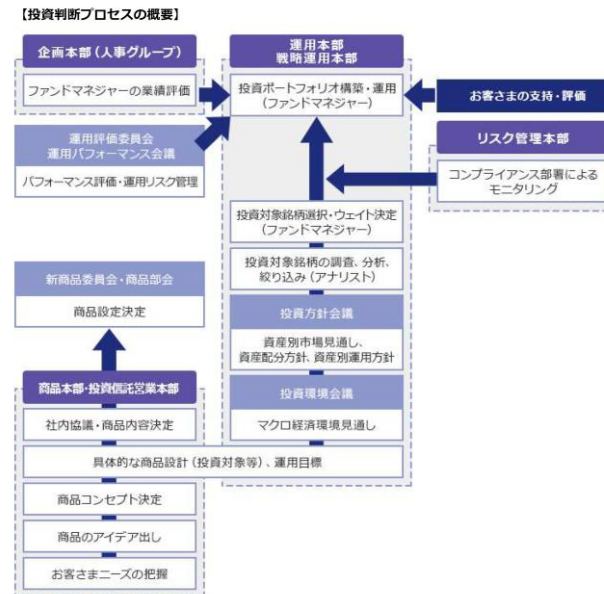 【投資判断プロセスの概要】
企画本部(人事グループ)
ファンドマネジャーの業績評価
運用評価委員会
運用パフォーマンス会議
パフォーマンス評価・運用リスク管理
運用本部
戦略運用本部
投資ポートフォリオ構築・運用
(ファンドマネジャー)
お客さまの支持・評価
リスク管理本部
コンプライアンス部署による
モニタリング
投資対象銘柄選択・ウェイト決定
(ファンドマネジャー)
投資対象銘柄の調査、分析、
絞り込み(アナリスト)
投資方針会議
資産別市場見通し、
資産配分方針、資産別運用方針
投資環境会議
マクロ経済環境見通し
新商品委員会・商品部会
商品設定決定
商品本部・投資信託営業本部
社内協議・商品内容決定
具体的な商品設計(投資対象等)、運用目標
商品コンセプト決定
商品のアイデア出し
お客さまニーズの把握